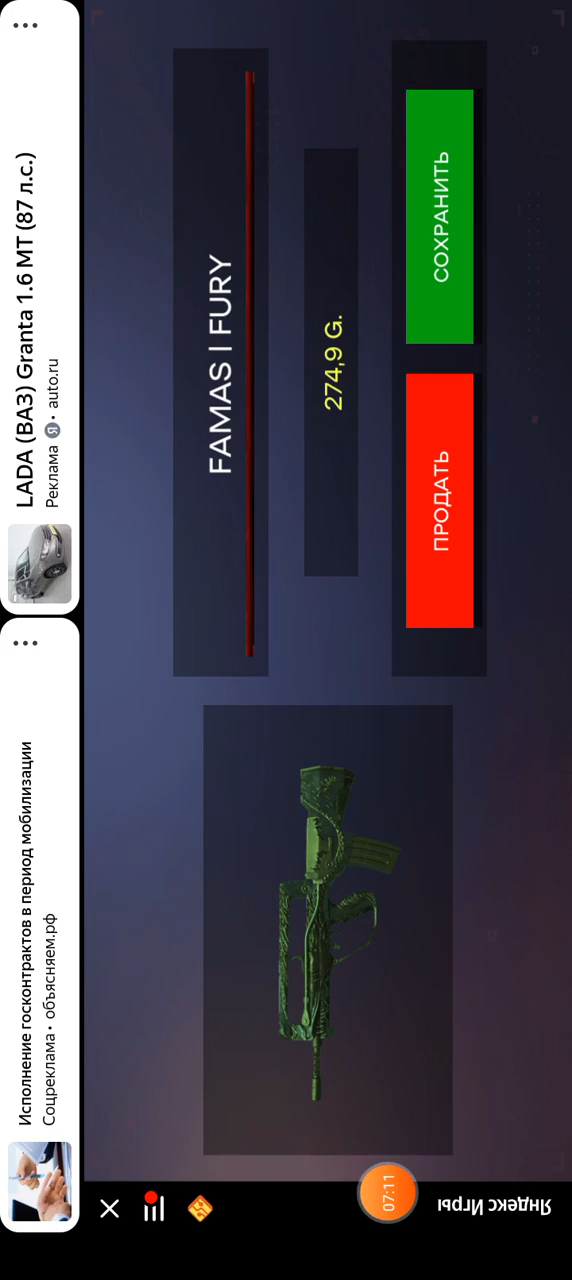 Исполнение госконтрактов в период мобилизации
Соцреклама • объясняем.рф
LADA (ВАЗ) Granta 1.6 MT (87 л.с.)
Реклама Я • auto.ru
FAMAS | FURY
274,9 G.
ПРОДАТЬ
СОХРАНИТЬ
07:11
Яндекс Игры